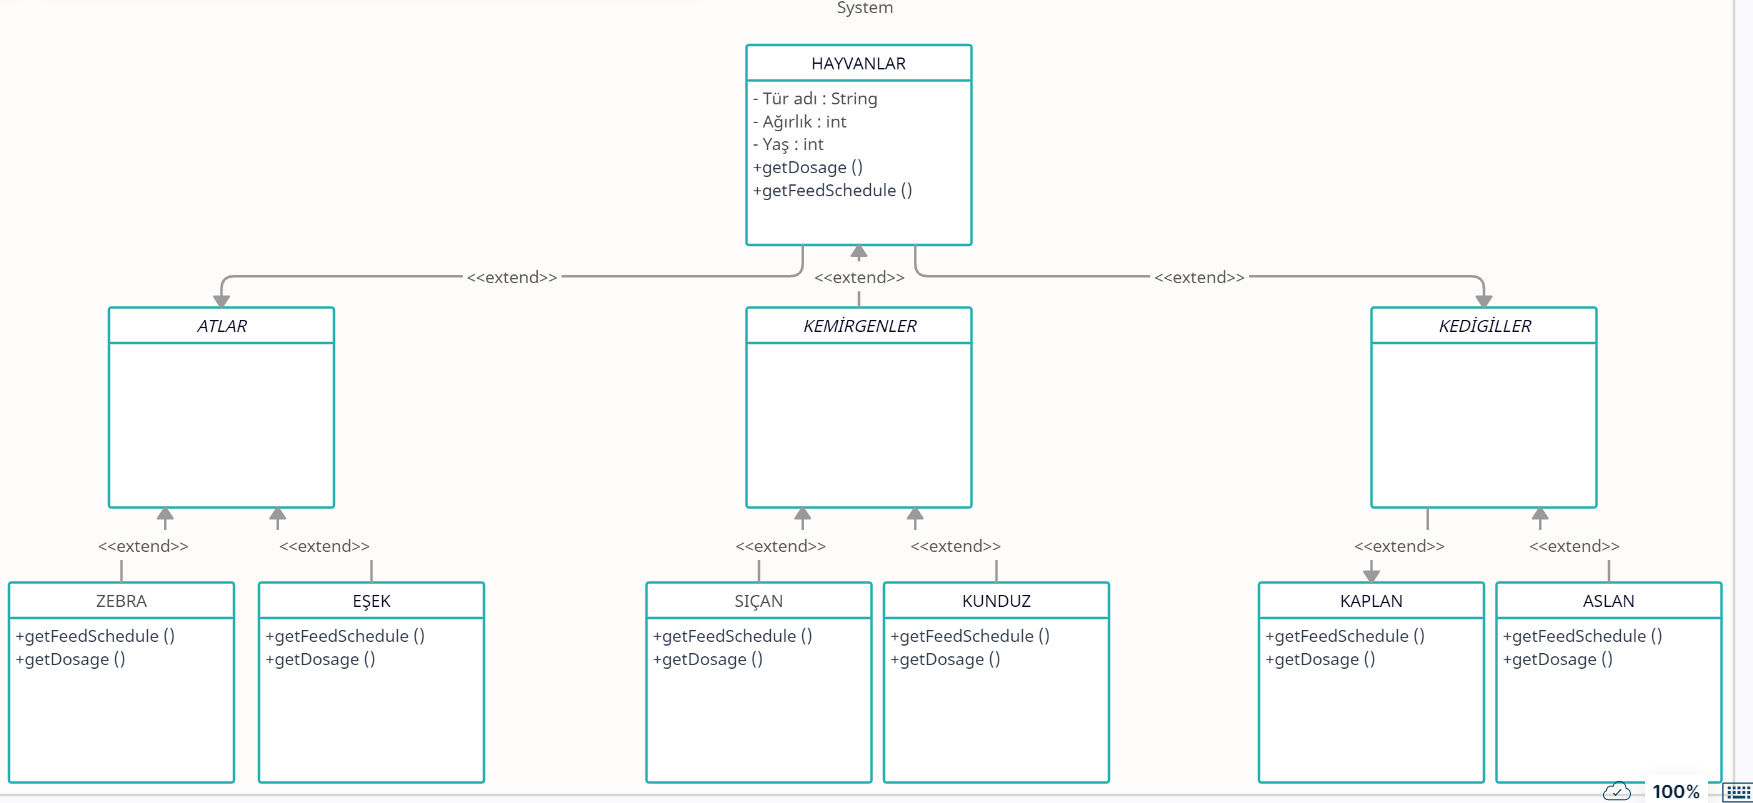 System
HAYVANLAR
- Tür adı : String
- Ağırlık : int
- Yaş : int
+getDosage ()
+getFeedSchedule ()
<<extend>>
<<extend>>
<<extend>>
ATLAR
KEMİRGENLER
KEDİGİLLER
<<extend>>
<<extend>>
<<extend>>
<<extend>>
<<extend>>
<<extend>>
ZEBRA
+getFeedSchedule ()
+getDosage ()
EŞEK
+getFeedSchedule ()
+getDosage ()
SIÇAN
+getFeedSchedule ()
+getDosage ()
KUNDUZ
+getFeedSchedule ()
+getDosage ()
KAPLAN
+getFeedSchedule ()
+getDosage ()
ASLAN
+getFeedSchedule ()
+getDosage ()
100%